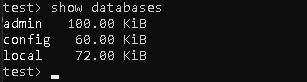 test> show databases
admin   100.00 KiB
config   60.00 KiB
local    72.00 KiB
test>